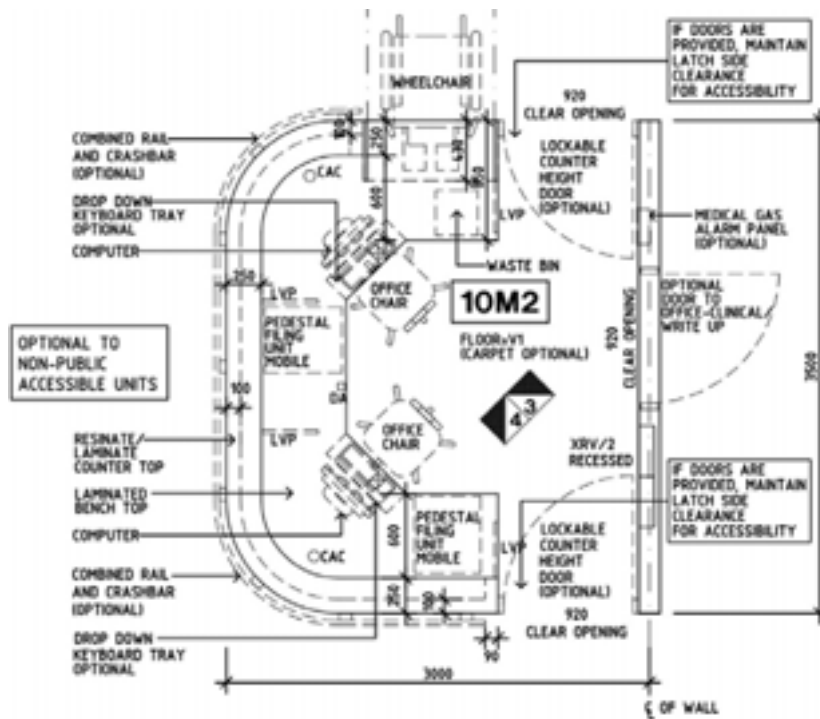 IF DOORS ARE
PROVIDED, MAINTAIN
LATCH SIDE
CLEARANCE
FOR ACCESSIBILITY
WHEELCHAIR
920
CLEAR OPENING
COMBINED RAIL
AND CRASHBAR
(OPTIONAL)
100
250
430
LOCKABLE
COUNTER
HEIGHT
DOOR
(OPTIONAL)
CAC
DROP DOWN
KEYBOARD TRAY
OPTIONAL
600
LVP
MEDICAL GAS
ALARM PANEL
(OPTIONAL)
COMPUTER
WASTE BIN
250
LVP
OFFICE
CHAIR
10M2
OPTIONAL
DOOR TO
OFFICE-CLINICAL/
WRITE UP
OPTIONAL TO
NON-PUBLIC
ACCESSIBLE UNITS
PEDESTAL
FILING
UNIT
MOBILE
FLOOR=V1
(CARPET OPTIONAL)
920
CLEAR OPENING
3500
100
4
3
RESINATE/
LAMINATE
COUNTER TOP
LVP
OFFICE
CHAIR
XRV/2
RECESSED
LAMINATED
BENCH TOP
IF DOORS ARE
PROVIDED, MAINTAIN
LATCH SIDE
CLEARANCE
FOR ACCESSIBILITY
COMPUTER
PEDESTAL
FILING
UNIT
MOBILE
600
LVP
LOCKABLE
COUNTER
HEIGHT
DOOR
(OPTIONAL)
CAC
COMBINED RAIL
AND CRASHBAR
(OPTIONAL)
250
100
920
CLEAR OPENING
DROP DOWN
KEYBOARD TRAY
OPTIONAL
3000
OF WALL